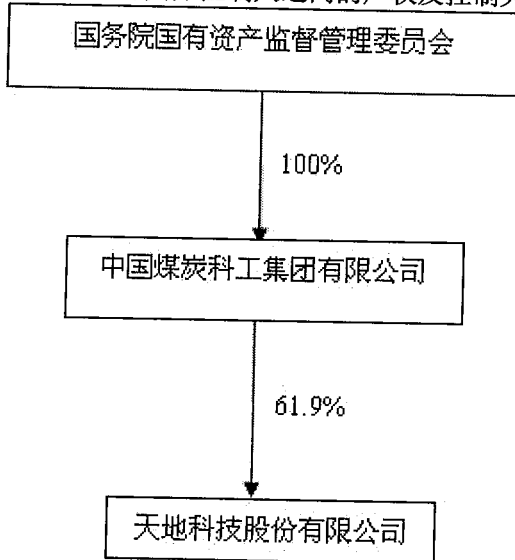 国务院国有资产监督管理委员会
100%
中国煤炭科工集团有限公司
61.9%
天地科技股份有限公司